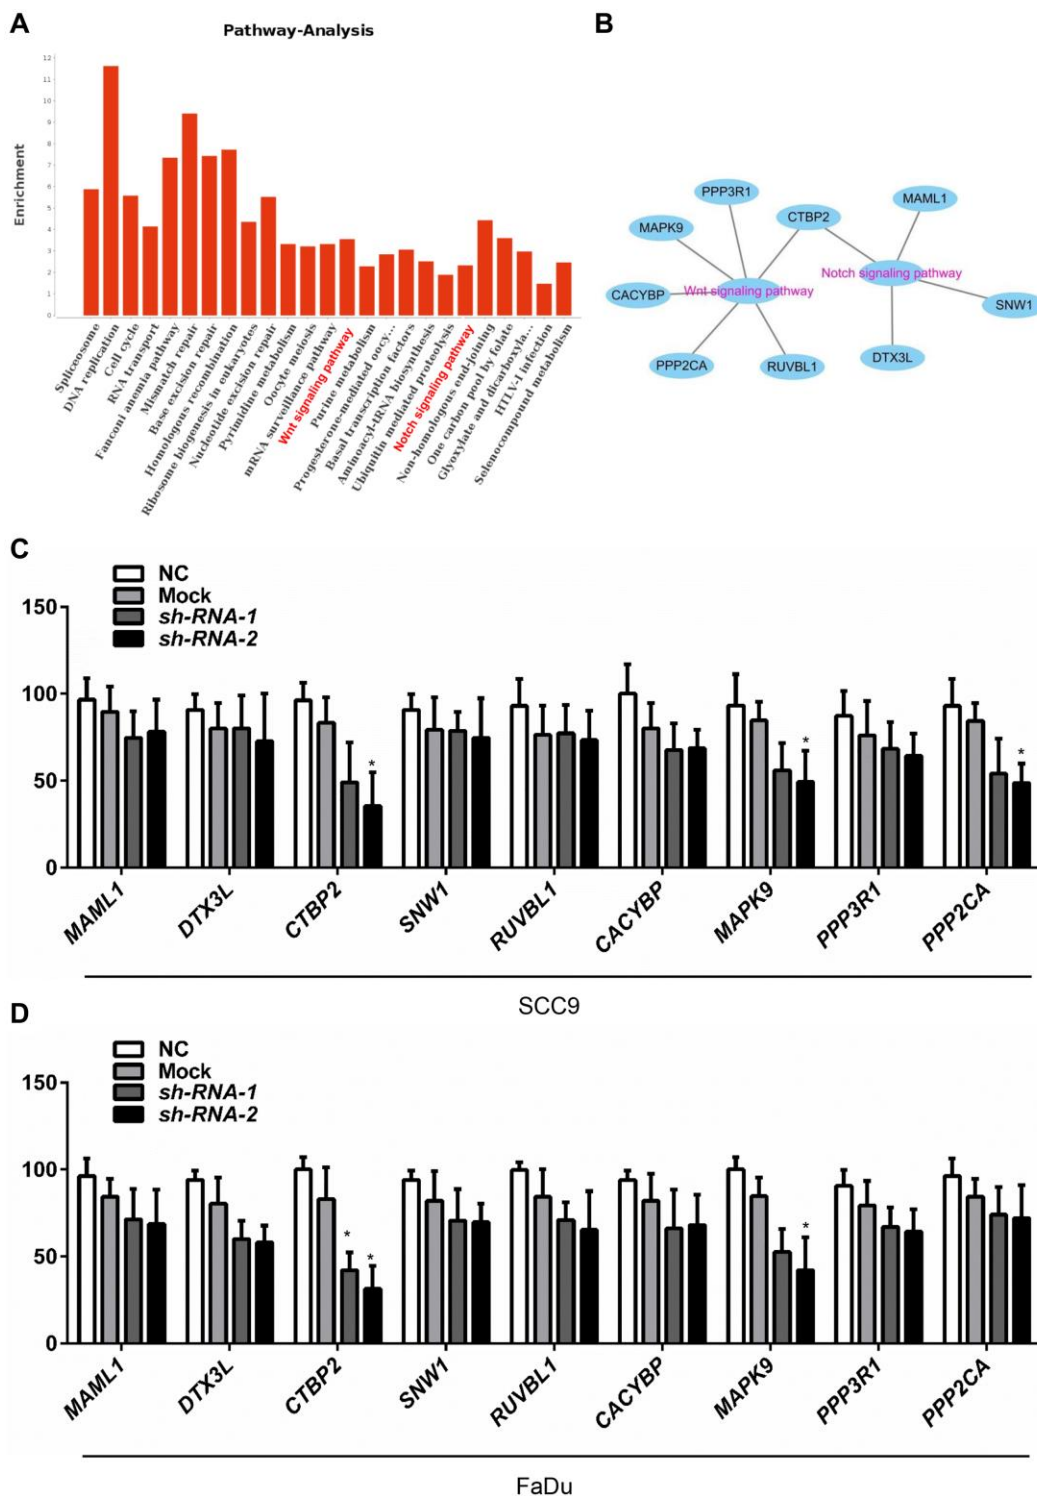 A
Pathway-Analysis
Enrichment
12
11
10
9
8
7
6
5
4
3
2
1
0
Spliceosome
DNA replication
Cell cycle
RNA transport
Fanconi anemia pathway
Mismatch repair
Base excision repair
Homologous recombination
Ribosome biogenesis in eukaryotes
Nucleotide excision repair
Pyrimidine metabolism
Oocyte meiosis
mRNA surveillance pathway
Wnt signaling pathway
Purine metabolism
Progesterone-mediated oocy...
Basal transcription factors
Aminoacyl-tRNA biosynthesis
Ubiquitin mediated proteolysis
Notch signaling pathway
Non-homologous end-joining
One carbon pool by folate
Glyoxylate and dicarboxyla...
HTLV-I infection
Selenocompound metabolism
B
PPP3R1
MAML1
CTBP2
MAPK9
Notch signaling pathway
CACYBP
Wnt signaling pathway
SNW1
PPP2CA
RUVBL1
DTX3L
C
NC
Mock
sh-RNA-1
sh-RNA-2
150
100
50
0
*
*
*
MAML1
DTX3L
CTBP2
SNW1
RUVBL1
CACYBP
MAPK9
PPP3R1
PPP2CA
SCC9
D
NC
Mock
sh-RNA-1
sh-RNA-2
150
100
50
0
*
*
*
MAML1
DTX3L
CTBP2
SNW1
RUVBL1
CACYBP
MAPK9
PPP3R1
PPP2CA
FaDu